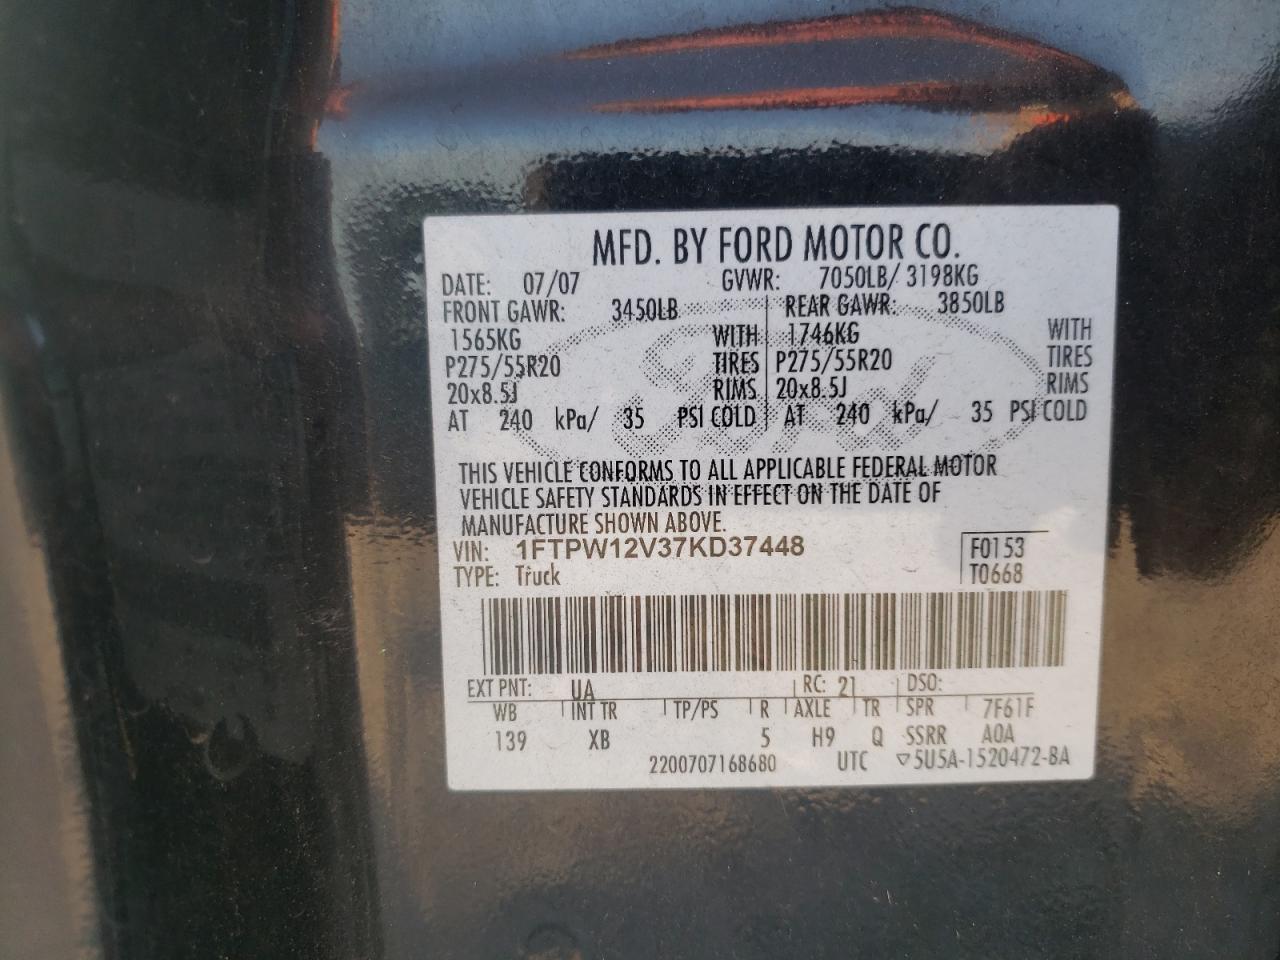 MFD. BY FORD MOTOR CO.
DATE: 07/07 GVWR: 7050LB/ 3198KG
FRONT GAWR: 3450LB REAR GAWR: 3850LB
1565KG WITH 1746KG WITH
P275/55R20 TIRES P275/55R20 TIRES
20x8.5J RIMS 20x8.5J RIMS
AT 240 kPa/ 35 PSI COLD AT 240 kPa/ 35 PSI COLD
THIS VEHICLE CONFORMS TO ALL APPLICABLE FEDERAL MOTOR
VEHICLE SAFETY STANDARDS IN EFFECT ON THE DATE OF
MANUFACTURE SHOWN ABOVE.
VIN: 1FTPW12V37KD37448 F0153
TYPE: Truck T0668
EXT PNT: UA RC: 21 DSO:
WB INT TR TP/PS R AXLE TR SPR 7F61F
139 XB 5 H9 Q SSRR AOA
2200707168680 UTC ▽5U5A-1520472-BA